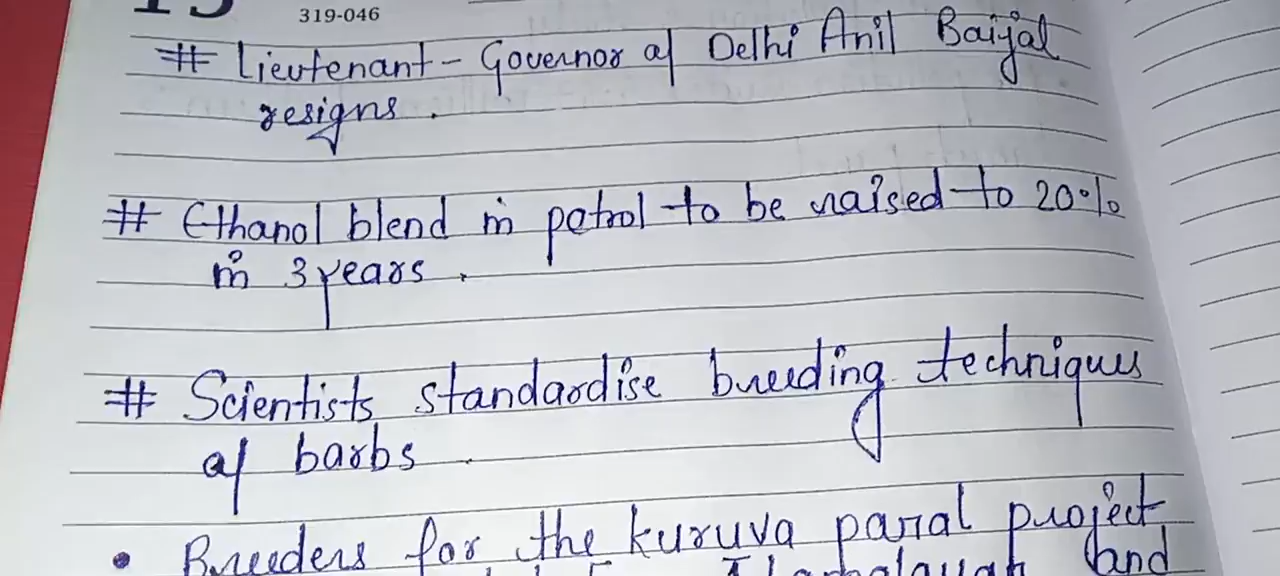 319-046
# Lieutenant - Governor of Delhi Anil Baijal
resigns.
# Ethanol blend in petrol to be raised to 20%
in 3 years.
# Scientists standardise breeding techniques
of barbs.
• Breeders for the kuruva paral project
and